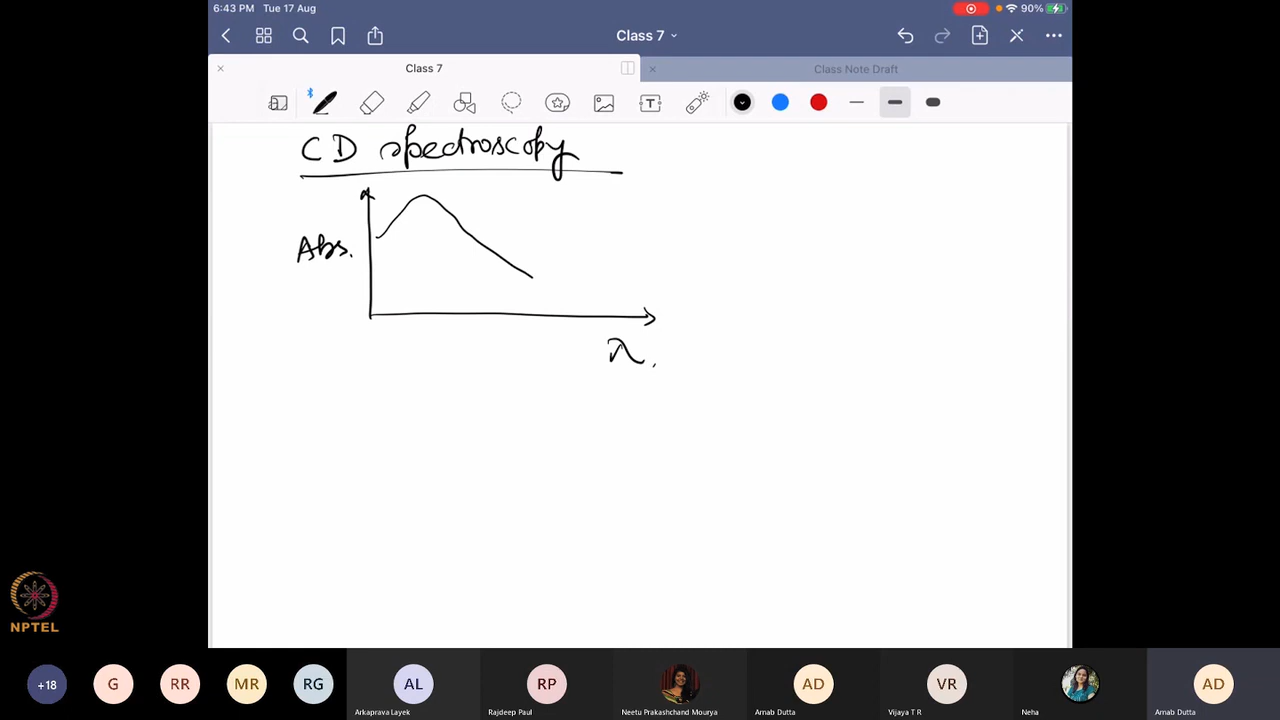 6:43 PM Tue 17 Aug
90%
Class 7
Class 7
Class Note Draft
T
CD spectroscopy
Abs.
λ.
NPTEL
+18
G
RR
MR
RG
AL
RP
AD
VR
AD
Arkaprava Layek
Rajdeep Paul
Neetu Prakashchand Mourya
Arnab Dutta
Vijaya T R
Neha
Arnab Dutta